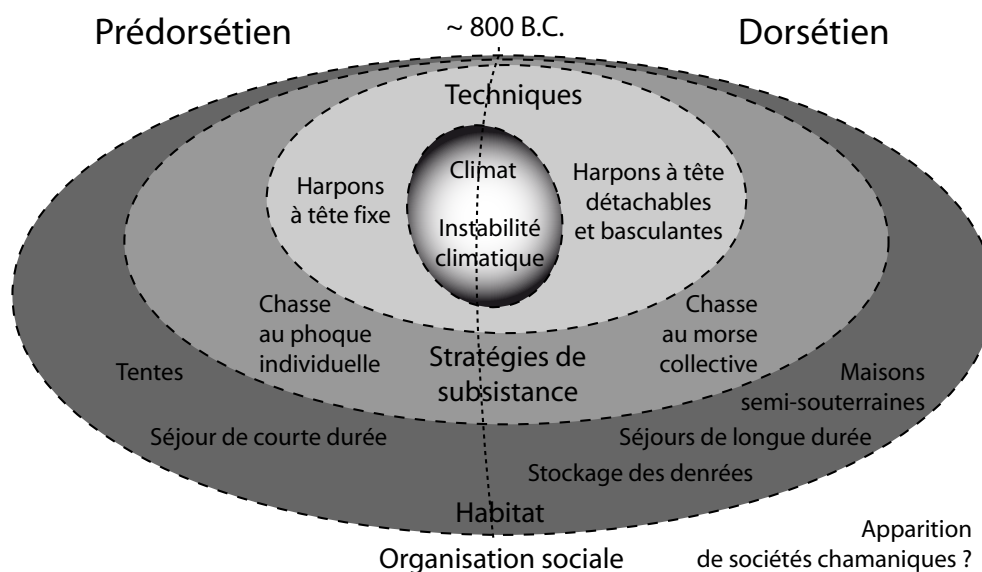 Prédorsétien
~ 800 B.C.
Dorsétien
Techniques
Climat
Instabilité
climatique
Harpons
à tête fixe
Harpons à tête
détachables
et basculantes
Chasse
au phoque
individuelle
Stratégies de
subsistance
Chasse
au morse
collective
Tentes
Maisons
semi-souterraines
Séjour de courte durée
Séjours de longue durée
Stockage des denrées
Habitat
Organisation sociale
Apparition
de sociétés chamaniques ?